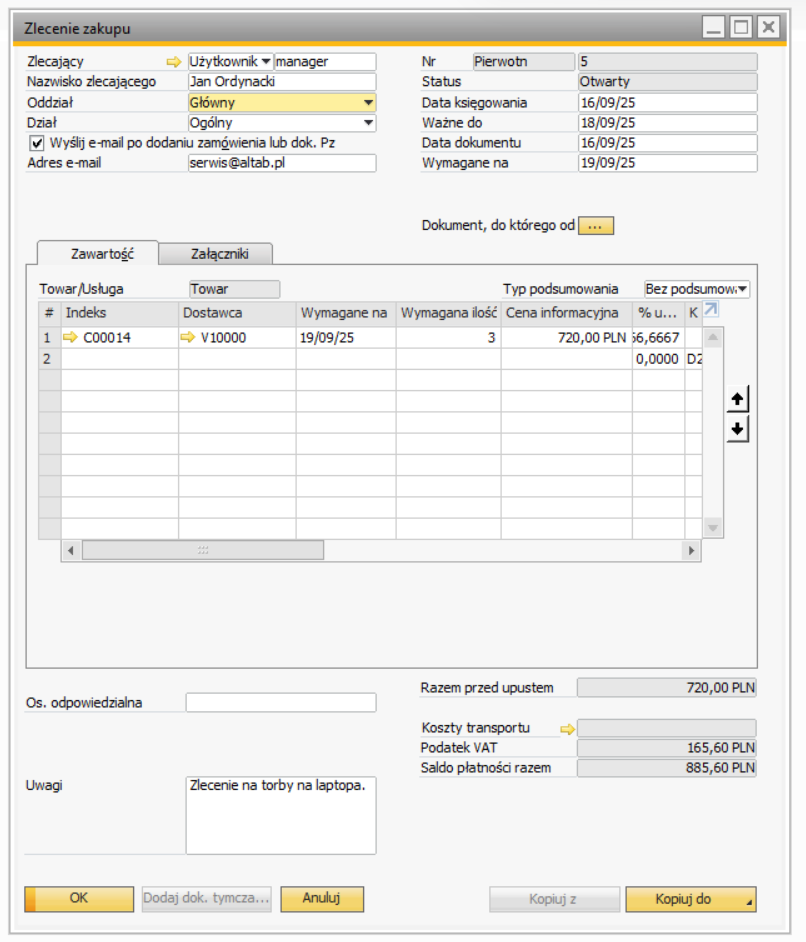 Zlecenie zakupu
Zlecający Użytkownik manager Nr Pierwotn 5
Nazwisko zlecającego Jan Ordynacki Status Otwarty
Oddział Główny Data księgowania 16/09/25
Dział Ogólny Ważne do 18/09/25
Wyślij e-mail po dodaniu zamówienia lub dok. Pz Data dokumentu 16/09/25
Adres e-mail serwis@altab.pl Wymagane na 19/09/25
Dokument, do którego od ...
Zawartość Załączniki
Towar/Usługa Towar Typ podsumowania Bez podsumow.
# Indeks Dostawca Wymagane na Wymagana ilość Cena informacyjna % u... K
1 C00014 V10000 19/09/25 3 720,00 PLN 66,6667
2 0,0000 D2
Razem przed upustem 720,00 PLN
Os. odpowiedzialna
Koszty transportu
Podatek VAT 165,60 PLN
Saldo płatności razem 885,60 PLN
Uwagi Zlecenie na torby na laptopa.
OK Dodaj dok. tymcza... Anuluj Kopiuj z Kopiuj do